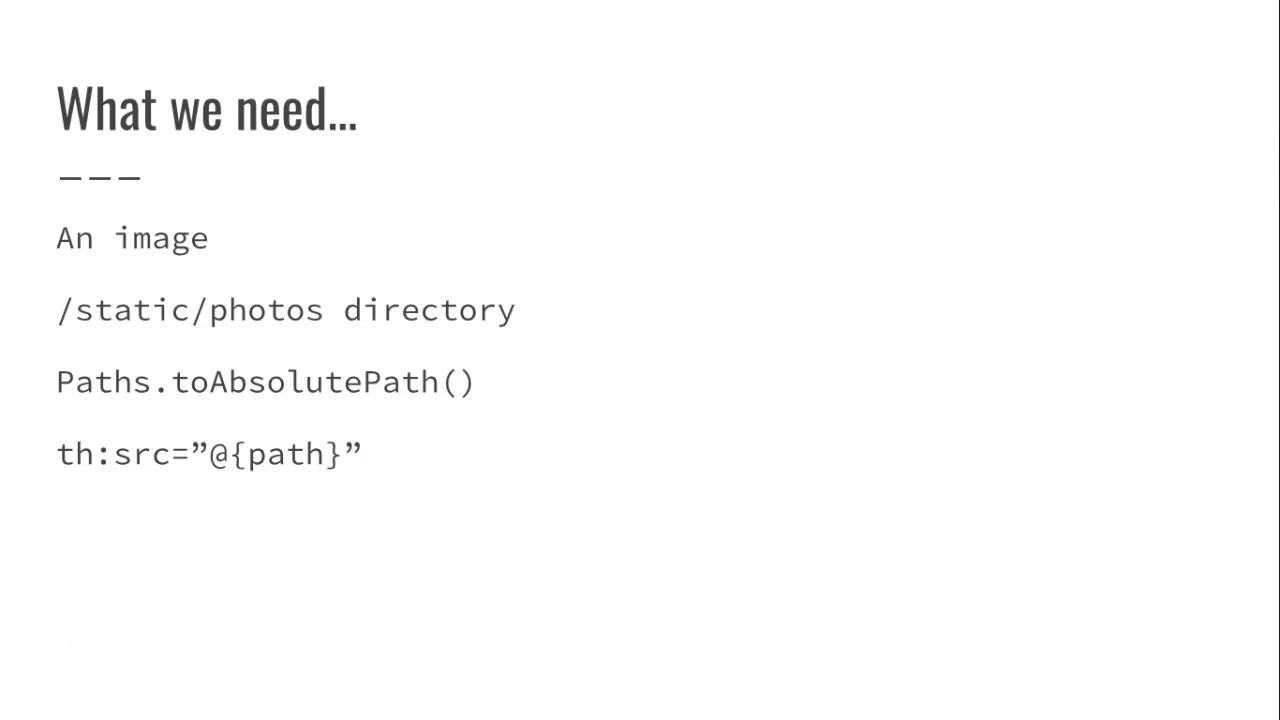 What we need...
———
An image
/static/photos directory
Paths.toAbsolutePath()
th:src=”@{path}”